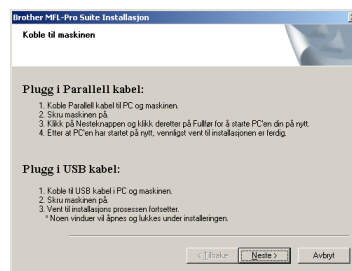 Brother MFL-Pro Suite Installasjon
Koble til maskinen
Plugg i Parallell kabel:
1. Koble Parallell kabel til PC og maskinen.
2. Skru maskinen på.
3. Klikk på Nesteknappen og klikk deretter på Fullfør for å starte PC'en din på nytt.
4. Etter at PC'en har startet på nytt, vennligst vent til installasjonen er ferdig.
Plugg i USB kabel:
1. Koble til USB kabel i PC og maskinen.
2. Skru maskinen på.
3. Vent til installasjons prosessen fortsetter.
* Noen vinduer vil åpnes og lukkes under installeringen.
< Tilbake Neste > Avbryt